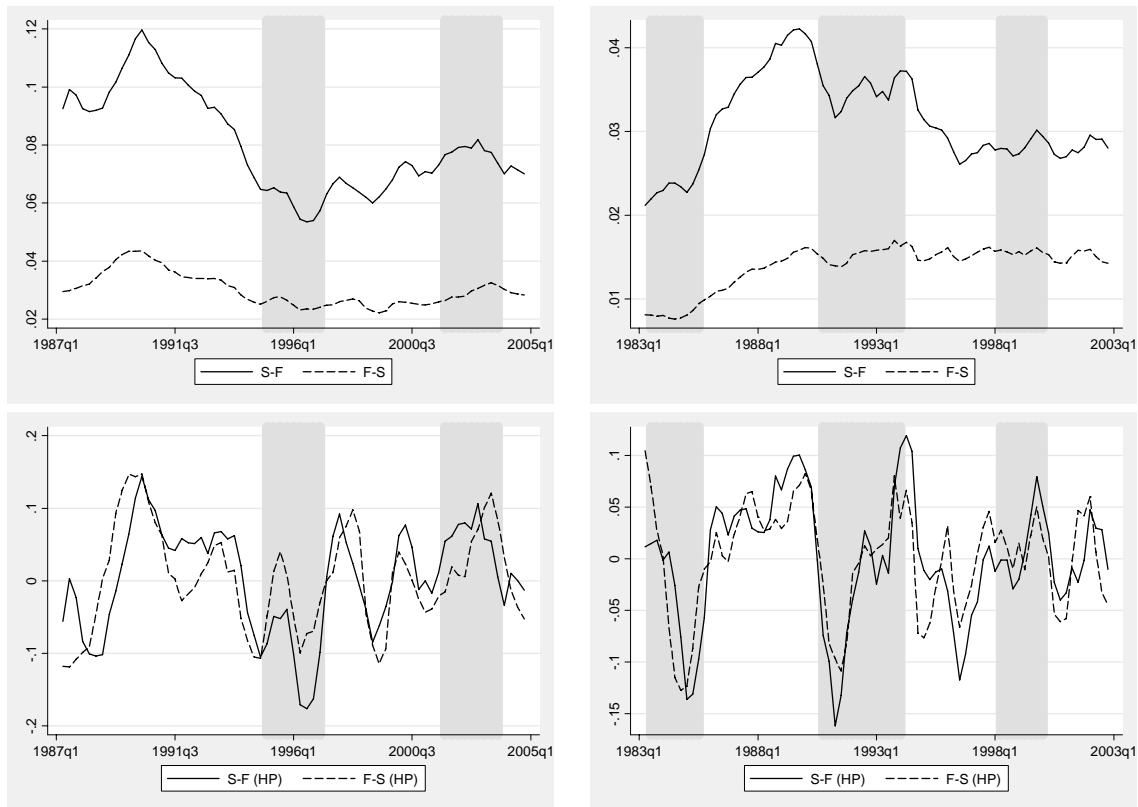 .12
.1
.08
.06
.04
.02
1987q1 1991q3 1996q1 2000q3 2005q1
S-F F-S
.04
.03
.02
.01
1983q1 1988q1 1993q1 1998q1 2003q1
S-F F-S
.2
.1
0
-.1
-.2
1987q1 1991q3 1996q1 2000q3 2005q1
S-F (HP) F-S (HP)
.1
.05
0
-.05
-.1
-.15
1983q1 1988q1 1993q1 1998q1 2003q1
S-F (HP) F-S (HP)